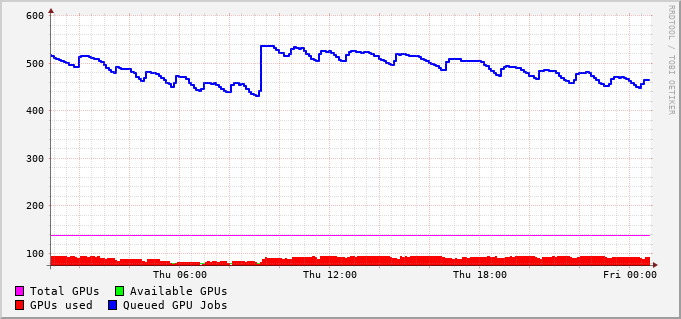 600
500
400
300
200
100
Thu 06:00
Thu 12:00
Thu 18:00
Fri 00:00
RRDTOOL / TOBI OETIKER
Total GPUs
Available GPUs
GPUs used
Queued GPU Jobs